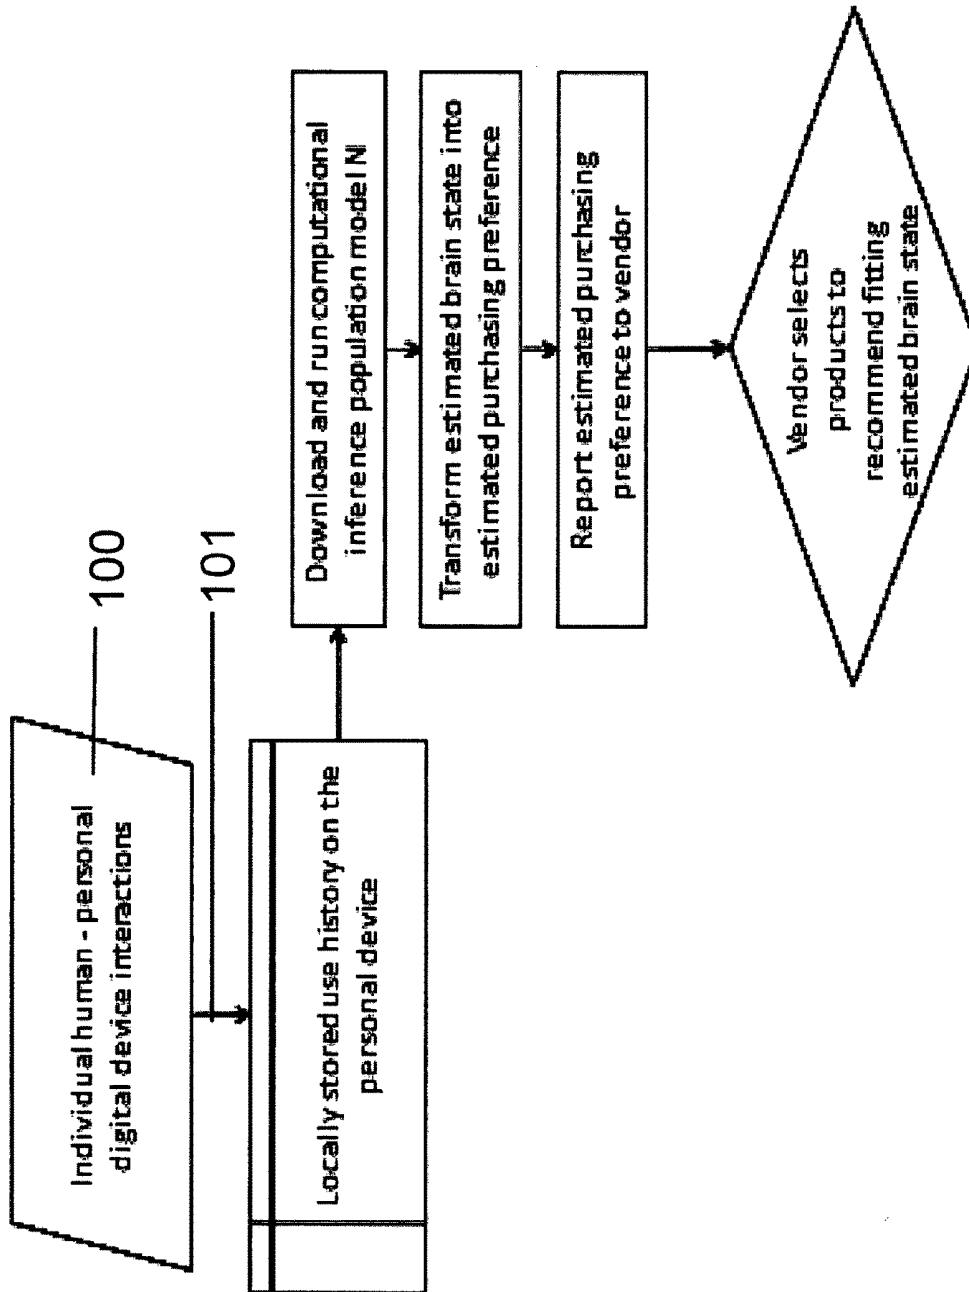 Individual human - personal
digital device interactions
100
101
Locally stored use history on the
personal device
Download and run computational
inference population model N
Transform estimated brain state into
estimated purchasing preference
Report estimated purchasing
preference to vendor
Vendor selects
products to
recommend fitting
estimated brain state